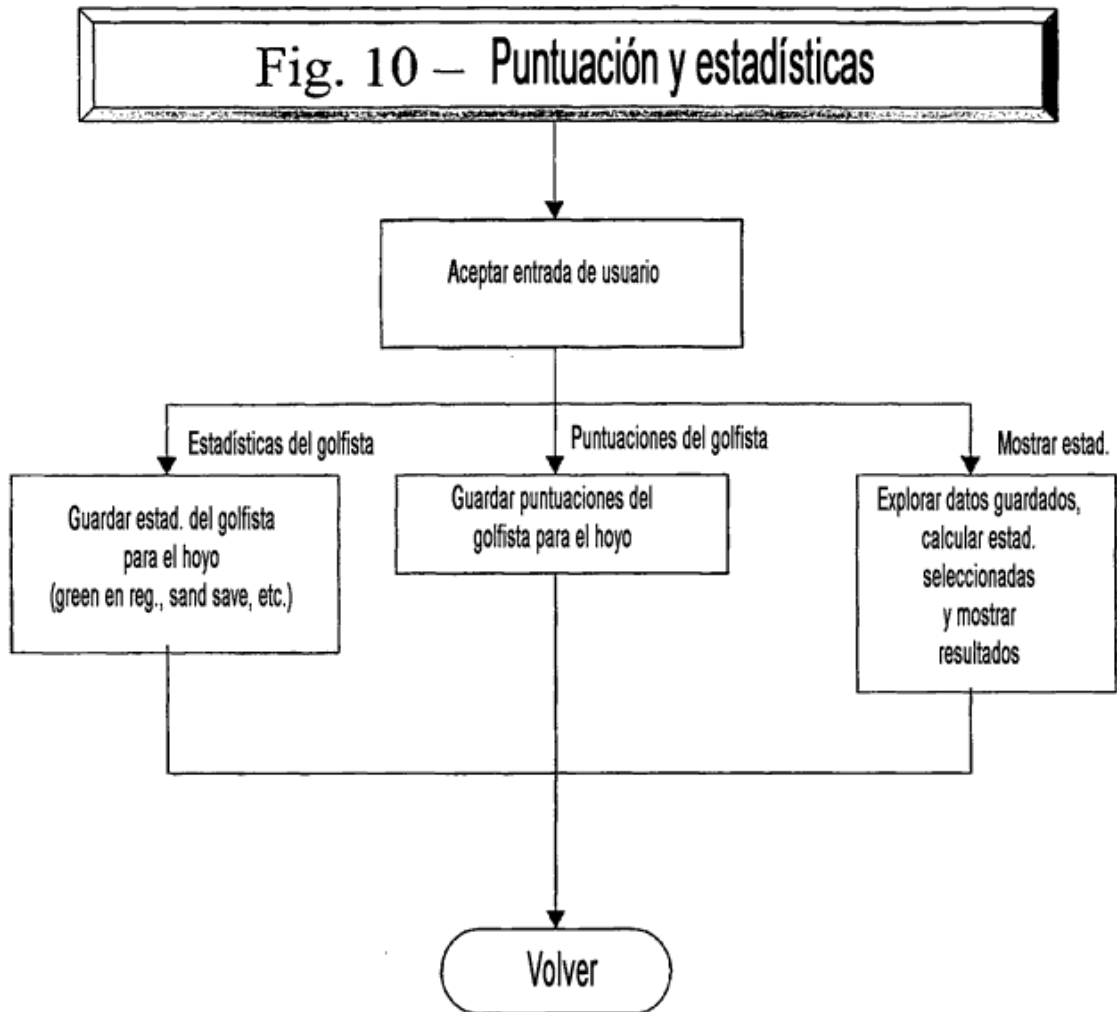 Fig. 10 – Puntuación y estadísticas
Aceptar entrada de usuario
Estadísticas del golfista
Puntuaciones del golfista
Mostrar estad.
Guardar estad. del golfista
para el hoyo
(green en reg., sand save, etc.)
Guardar puntuaciones del
golfista para el hoyo
Explorar datos guardados,
calcular estad.
seleccionadas
y mostrar
resultados
Volver